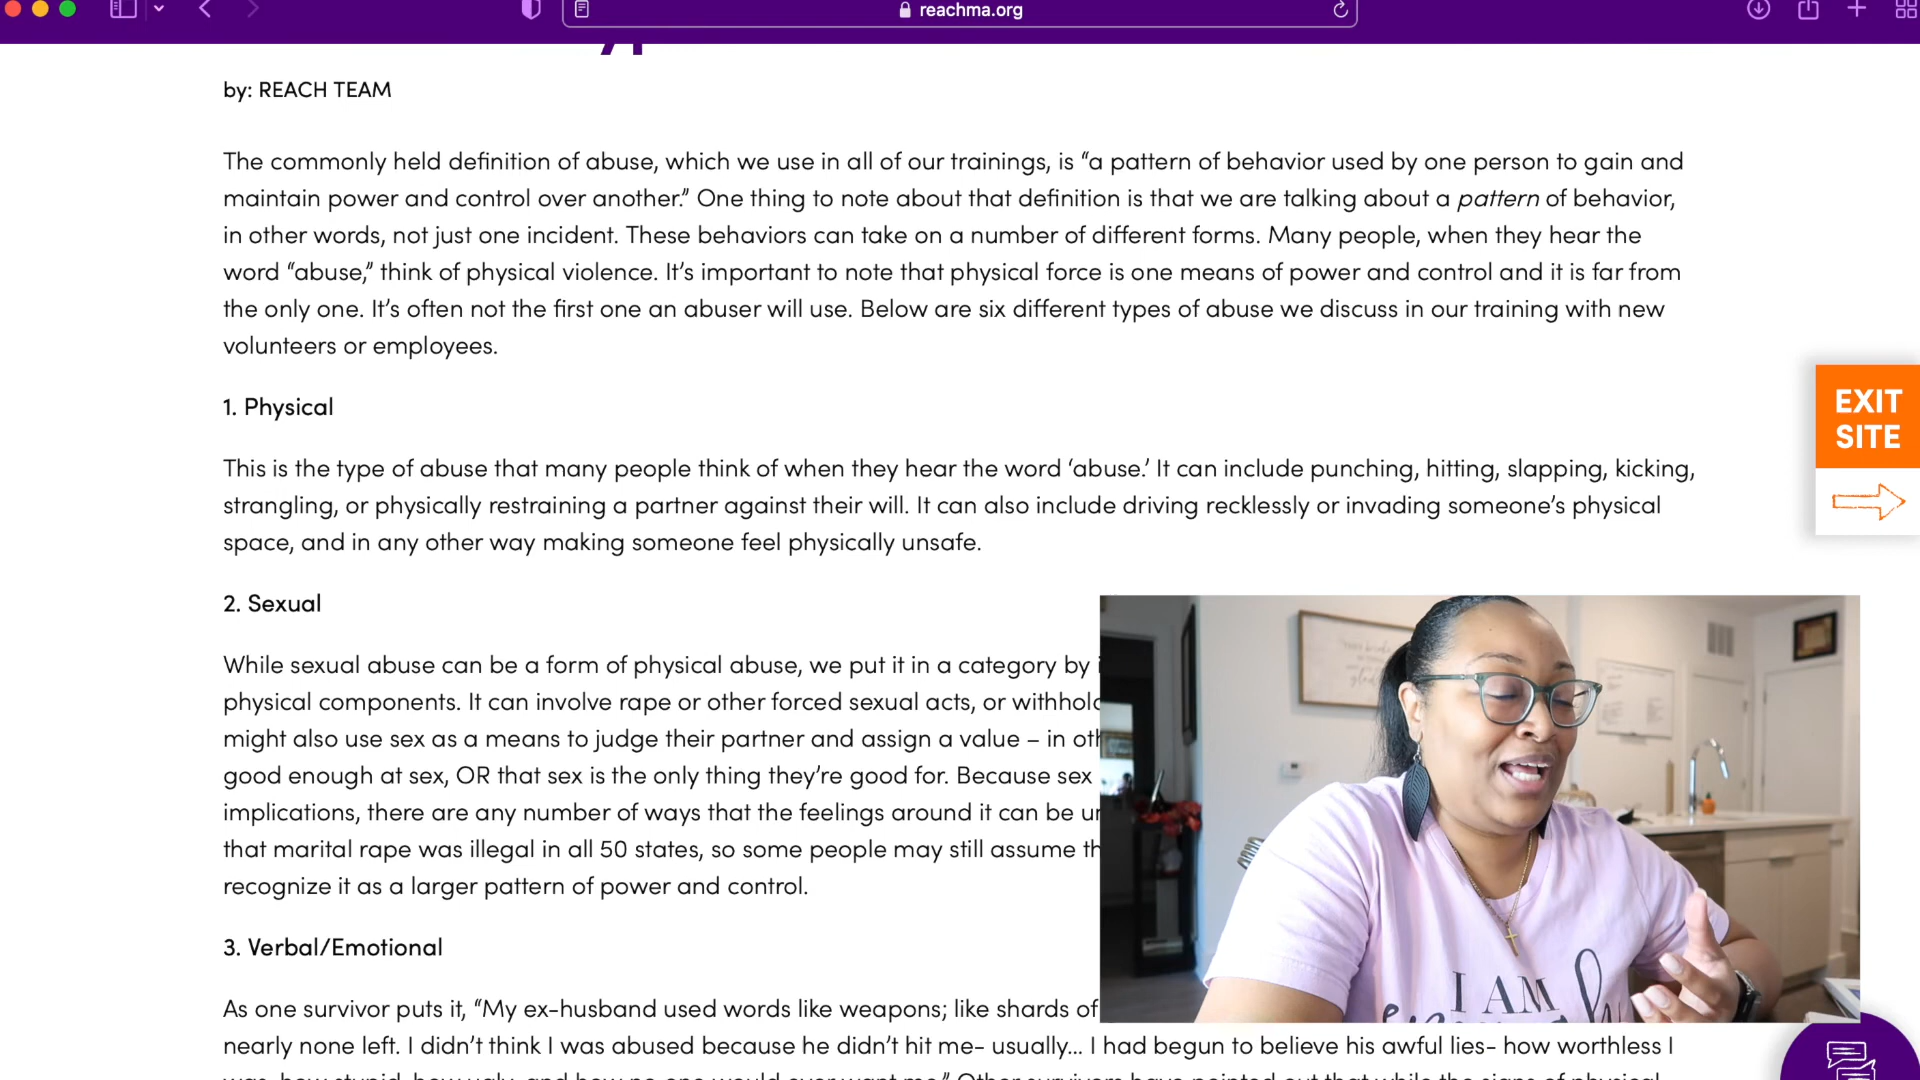 reachma.org
by: REACH TEAM
The commonly held definition of abuse, which we use in all of our trainings, is “a pattern of behavior used by one person to gain and
maintain power and control over another.” One thing to note about that definition is that we are talking about a pattern of behavior,
in other words, not just one incident. These behaviors can take on a number of different forms. Many people, when they hear the
word “abuse,” think of physical violence. It’s important to note that physical force is one means of power and control and it is far from
the only one. It’s often not the first one an abuser will use. Below are six different types of abuse we discuss in our training with new
volunteers or employees.
1. Physical
EXIT
SITE
This is the type of abuse that many people think of when they hear the word ‘abuse.’ It can include punching, hitting, slapping, kicking,
strangling, or physically restraining a partner against their will. It can also include driving recklessly or invading someone’s physical
space, and in any other way making someone feel physically unsafe.
2. Sexual
While sexual abuse can be a form of physical abuse, we put it in a category by
physical components. It can involve rape or other forced sexual acts, or
might also use sex as a means to judge their partner and assign a value – in
good enough at sex, OR that sex is the only thing they’re good for. Because sex
implications, there are any number of ways that the feelings around it can be
that marital rape was illegal in all 50 states, so some people may still assume
recognize it as a larger pattern of power and control.
3. Verbal/Emotional
As one survivor puts it, “My ex-husband used words like weapons; like shards of
I AM
nearly none left. I didn’t think I was abused because he didn’t hit me- usually... I had begun to believe his awful lies- how worthless I